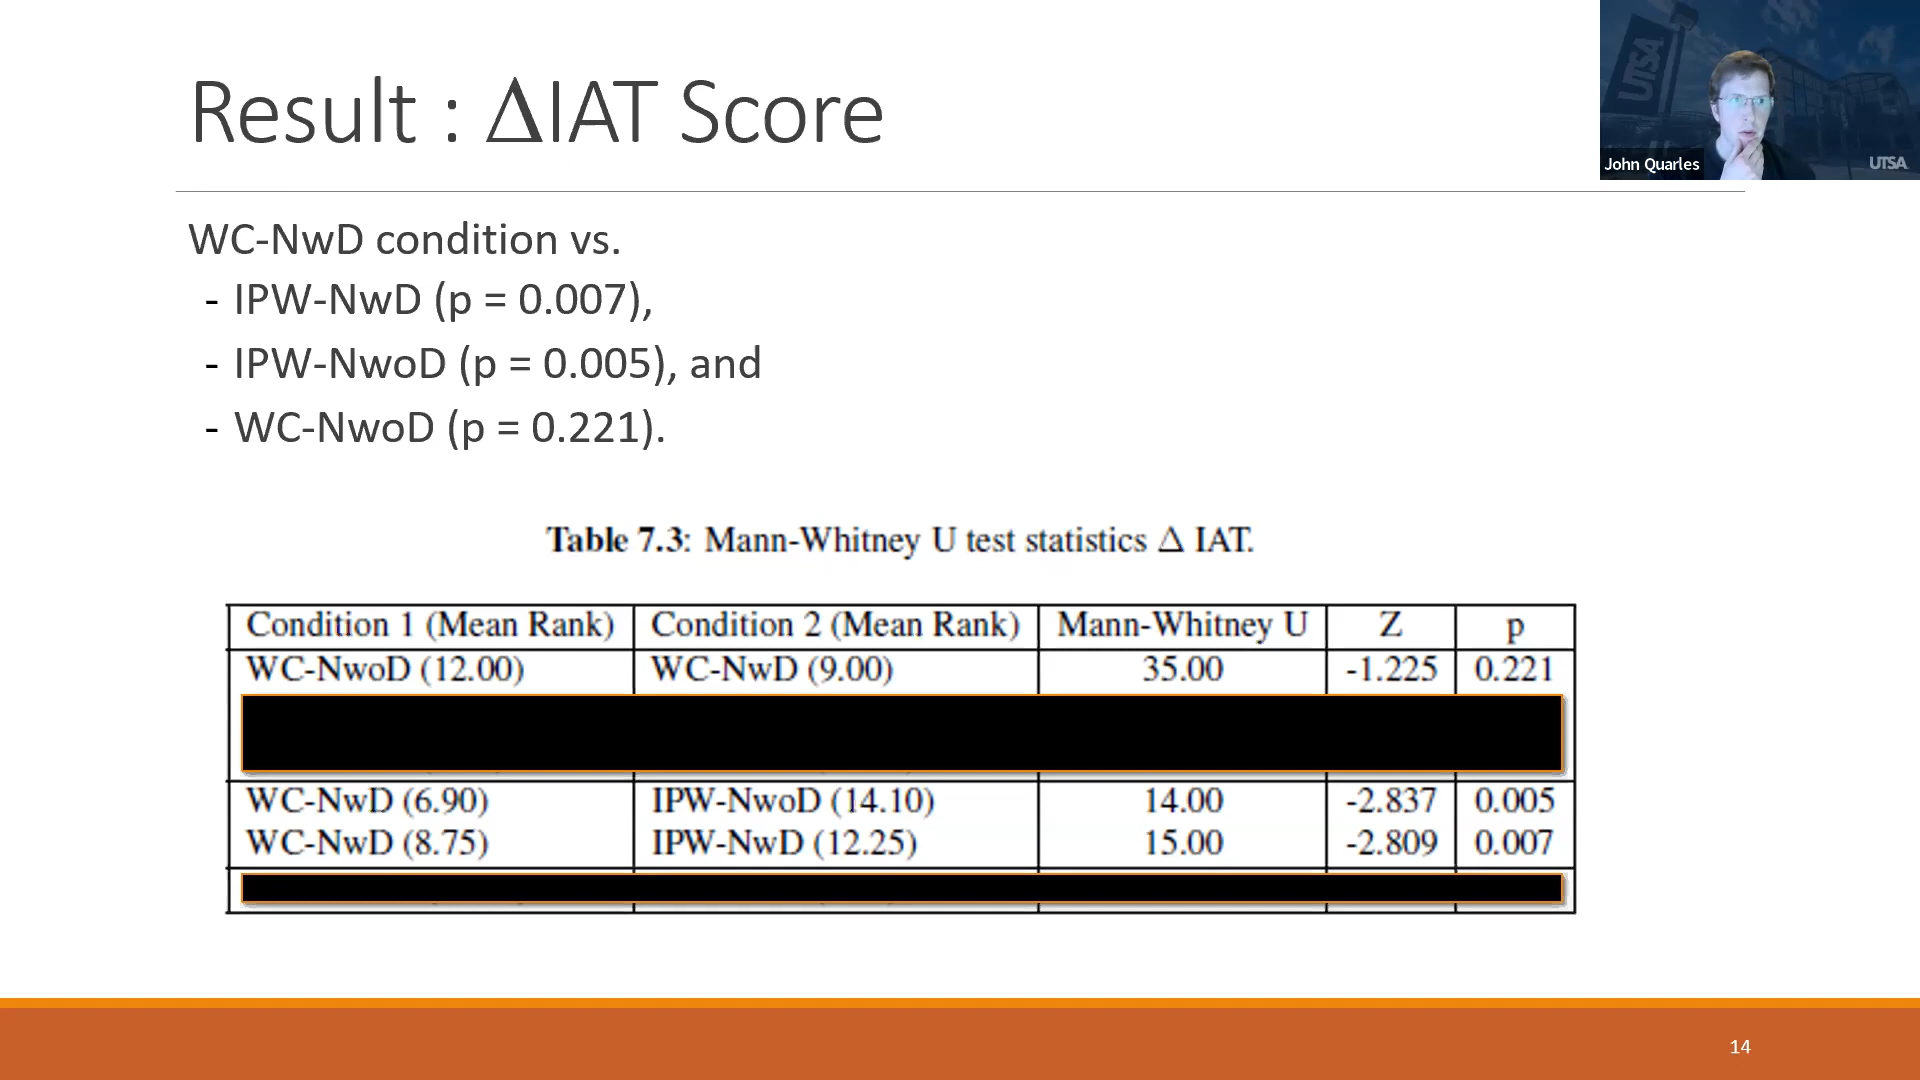 Result : ΔIAT Score
UTSA
John Quarles
UTSA
WC-NwD condition vs.
- IPW-NwD (p = 0.007),
- IPW-NwoD (p = 0.005), and
- WC-NwoD (p = 0.221).
Table 7.3: Mann-Whitney U test statistics Δ IAT.
Condition 1 (Mean Rank) Condition 2 (Mean Rank) Mann-Whitney U Z p
WC-NwoD (12.00) WC-NwD (9.00) 35.00 -1.225 0.221
WC-NwD (6.90) IPW-NwoD (14.10) 14.00 -2.837 0.005
WC-NwD (8.75) IPW-NwD (12.25) 15.00 -2.809 0.007
14